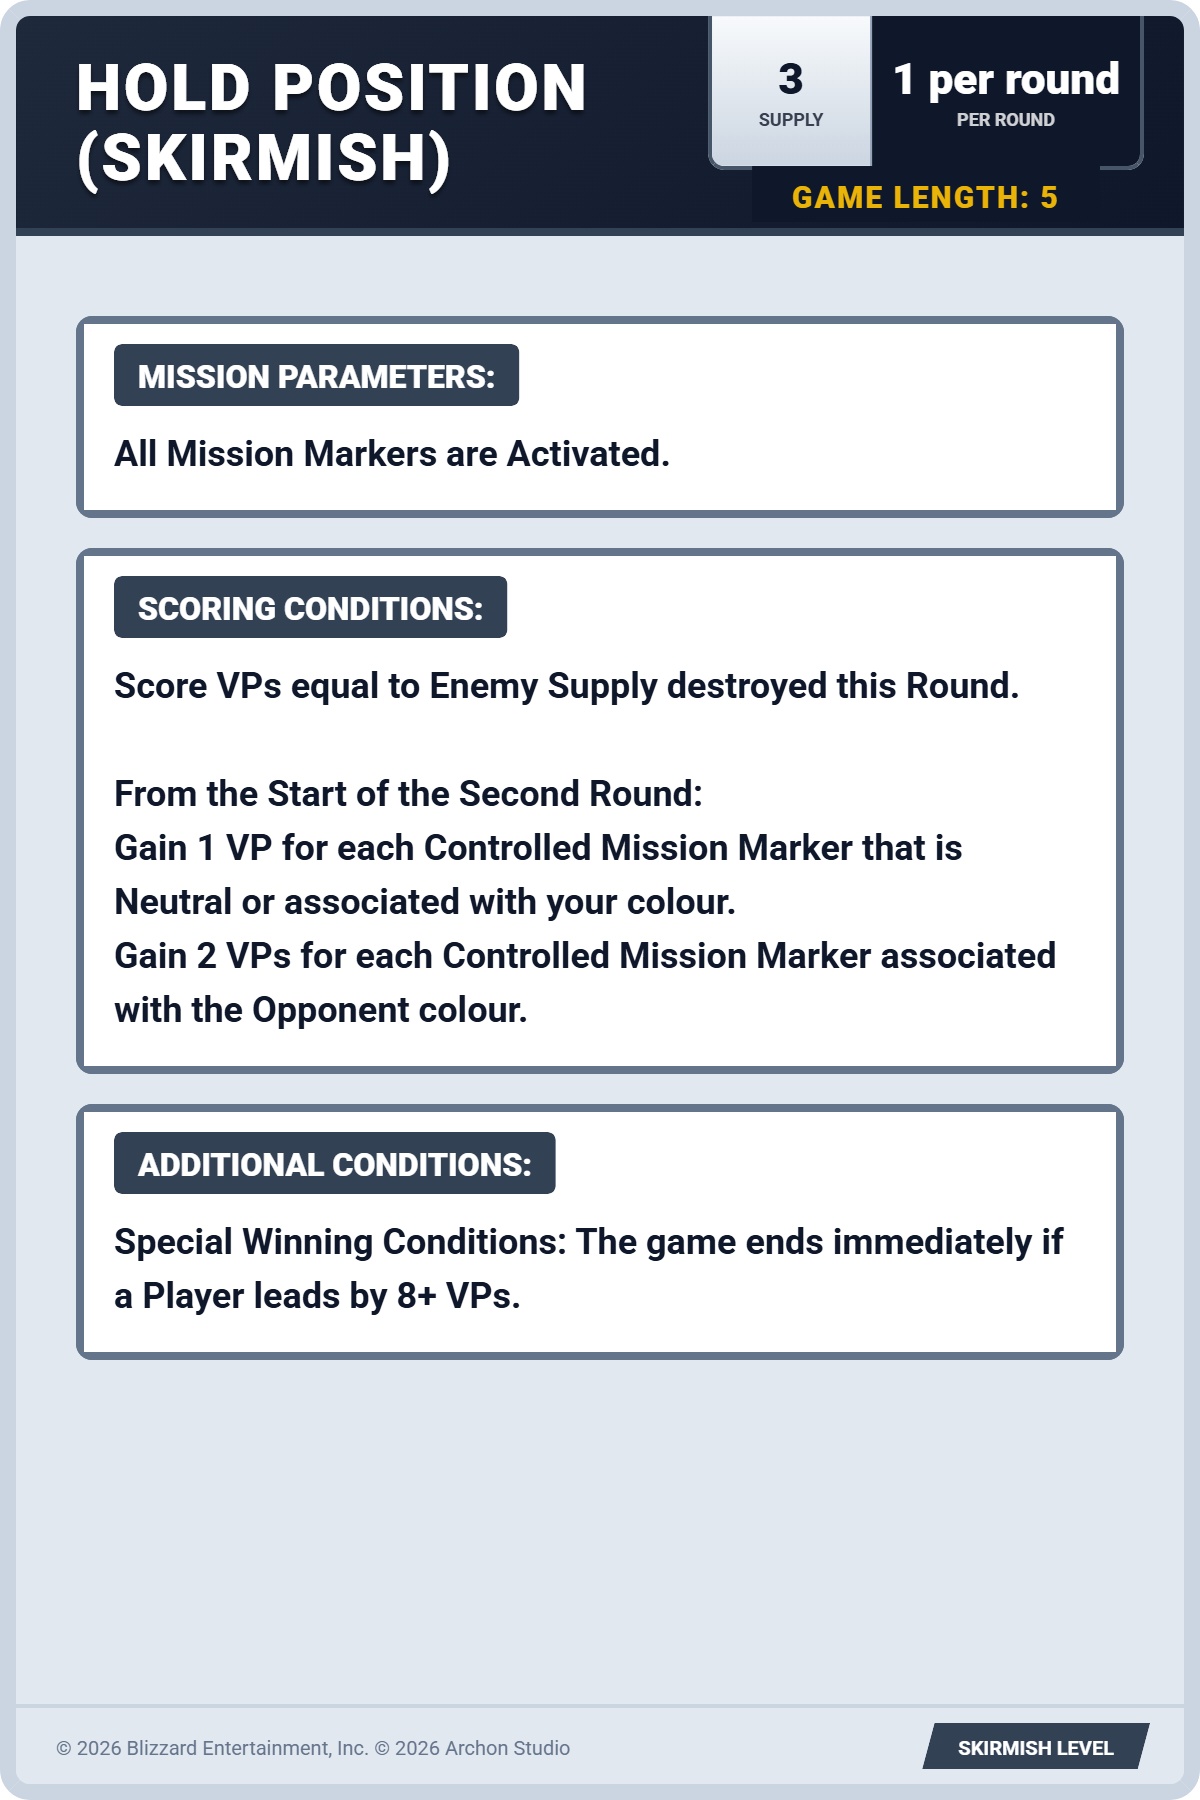 HOLD POSITION
(SKIRMISH)
3
SUPPLY
1 per round
PER ROUND
GAME LENGTH: 5
MISSION PARAMETERS:
All Mission Markers are Activated.
SCORING CONDITIONS:
Score VPs equal to Enemy Supply destroyed this Round.
From the Start of the Second Round:
Gain 1 VP for each Controlled Mission Marker that is
Neutral or associated with your colour.
Gain 2 VPs for each Controlled Mission Marker associated
with the Opponent colour.
ADDITIONAL CONDITIONS:
Special Winning Conditions: The game ends immediately if
a Player leads by 8+ VPs.
© 2026 Blizzard Entertainment, Inc. © 2026 Archon Studio
SKIRMISH LEVEL